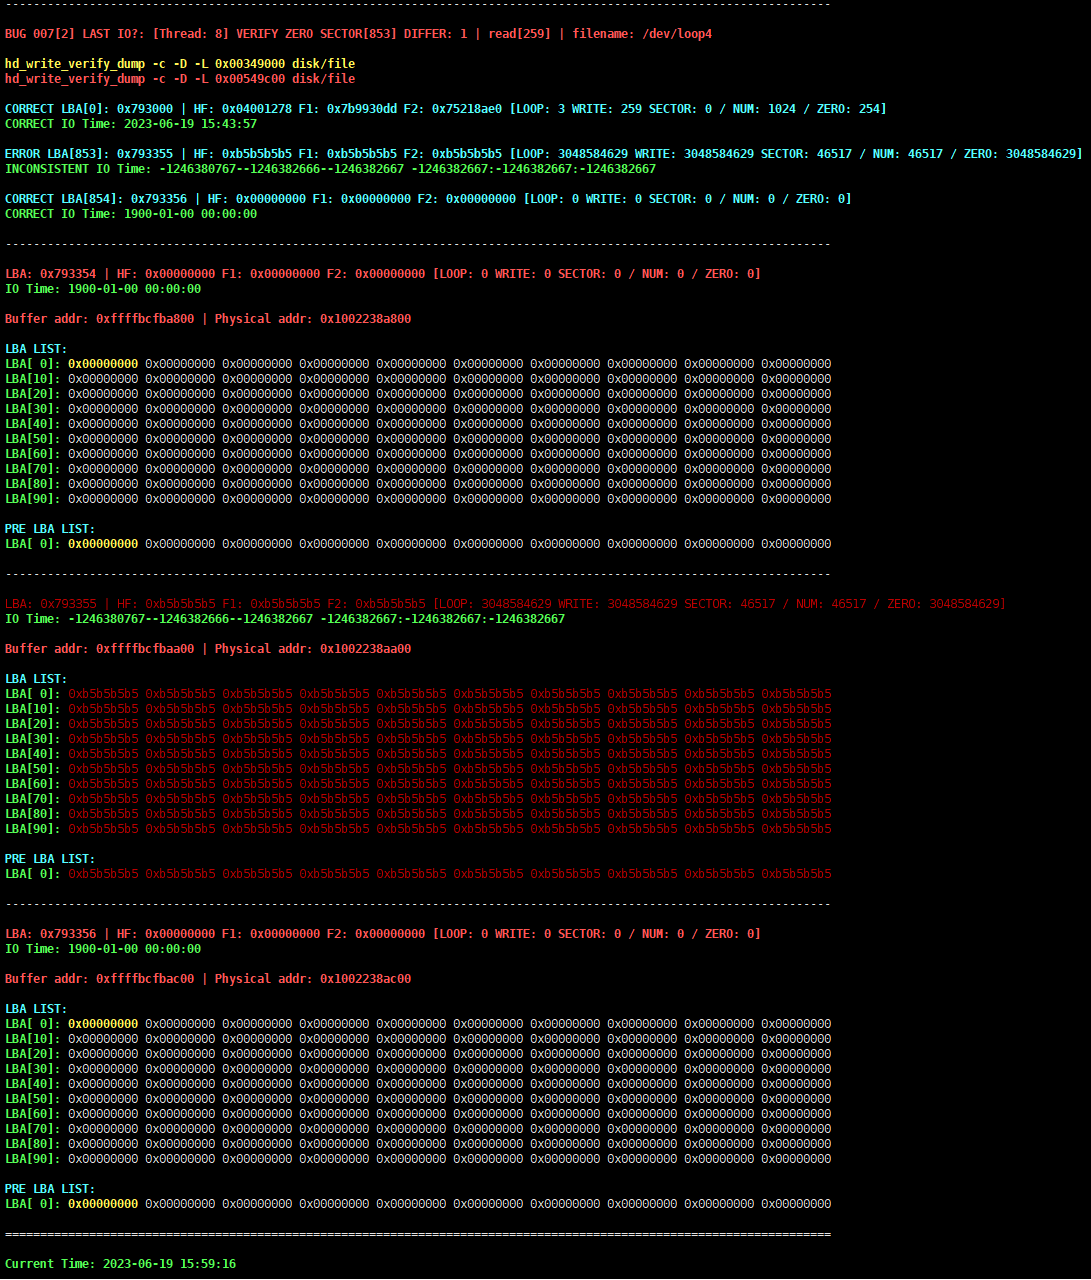 ----------------------------------------------------------------------------------------------------------------------
BUG 007[2] LAST IO?: [Thread: 8] VERIFY ZERO SECTOR[853] DIFFER: 1 | read[259] | filename: /dev/loop4
hd_write_verify_dump -c -D -L 0x00349000 disk/file
hd_write_verify_dump -c -D -L 0x00549c00 disk/file
CORRECT LBA[0]: 0x793000 | HF: 0x04001278 F1: 0x7b9930dd F2: 0x75218ae0 [LOOP: 3 WRITE: 259 SECTOR: 0 / NUM: 1024 / ZERO: 254]
CORRECT IO Time: 2023-06-19 15:43:57
ERROR LBA[853]: 0x793355 | HF: 0xb5b5b5b5 F1: 0xb5b5b5b5 F2: 0xb5b5b5b5 [LOOP: 3048584629 WRITE: 3048584629 SECTOR: 46517 / NUM: 46517 / ZERO: 3048584629]
INCONSISTENT IO Time: -1246380767--1246382666--1246382667 -1246382667:-1246382667:-1246382667
CORRECT LBA[854]: 0x793356 | HF: 0x00000000 F1: 0x00000000 F2: 0x00000000 [LOOP: 0 WRITE: 0 SECTOR: 0 / NUM: 0 / ZERO: 0]
CORRECT IO Time: 1900-01-00 00:00:00
----------------------------------------------------------------------------------------------------------------------
LBA: 0x793354 | HF: 0x00000000 F1: 0x00000000 F2: 0x00000000 [LOOP: 0 WRITE: 0 SECTOR: 0 / NUM: 0 / ZERO: 0]
IO Time: 1900-01-00 00:00:00
Buffer addr: 0xffffbcfba800 | Physical addr: 0x1002238a800
LBA LIST:
LBA[ 0]: 0x00000000 0x00000000 0x00000000 0x00000000 0x00000000 0x00000000 0x00000000 0x00000000 0x00000000 0x00000000
LBA[10]: 0x00000000 0x00000000 0x00000000 0x00000000 0x00000000 0x00000000 0x00000000 0x00000000 0x00000000 0x00000000
LBA[20]: 0x00000000 0x00000000 0x00000000 0x00000000 0x00000000 0x00000000 0x00000000 0x00000000 0x00000000 0x00000000
LBA[30]: 0x00000000 0x00000000 0x00000000 0x00000000 0x00000000 0x00000000 0x00000000 0x00000000 0x00000000 0x00000000
LBA[40]: 0x00000000 0x00000000 0x00000000 0x00000000 0x00000000 0x00000000 0x00000000 0x00000000 0x00000000 0x00000000
LBA[50]: 0x00000000 0x00000000 0x00000000 0x00000000 0x00000000 0x00000000 0x00000000 0x00000000 0x00000000 0x00000000
LBA[60]: 0x00000000 0x00000000 0x00000000 0x00000000 0x00000000 0x00000000 0x00000000 0x00000000 0x00000000 0x00000000
LBA[70]: 0x00000000 0x00000000 0x00000000 0x00000000 0x00000000 0x00000000 0x00000000 0x00000000 0x00000000 0x00000000
LBA[80]: 0x00000000 0x00000000 0x00000000 0x00000000 0x00000000 0x00000000 0x00000000 0x00000000 0x00000000 0x00000000
LBA[90]: 0x00000000 0x00000000 0x00000000 0x00000000 0x00000000 0x00000000 0x00000000 0x00000000 0x00000000 0x00000000
PRE LBA LIST:
LBA[ 0]: 0x00000000 0x00000000 0x00000000 0x00000000 0x00000000 0x00000000 0x00000000 0x00000000 0x00000000 0x00000000
----------------------------------------------------------------------------------------------------------------------
LBA: 0x793355 | HF: 0xb5b5b5b5 F1: 0xb5b5b5b5 F2: 0xb5b5b5b5 [LOOP: 3048584629 WRITE: 3048584629 SECTOR: 46517 / NUM: 46517 / ZERO: 3048584629]
IO Time: -1246380767--1246382666--1246382667 -1246382667:-1246382667:-1246382667
Buffer addr: 0xffffbcfbaa00 | Physical addr: 0x1002238aa00
LBA LIST:
LBA[ 0]: 0xb5b5b5b5 0xb5b5b5b5 0xb5b5b5b5 0xb5b5b5b5 0xb5b5b5b5 0xb5b5b5b5 0xb5b5b5b5 0xb5b5b5b5 0xb5b5b5b5 0xb5b5b5b5
LBA[10]: 0xb5b5b5b5 0xb5b5b5b5 0xb5b5b5b5 0xb5b5b5b5 0xb5b5b5b5 0xb5b5b5b5 0xb5b5b5b5 0xb5b5b5b5 0xb5b5b5b5 0xb5b5b5b5
LBA[20]: 0xb5b5b5b5 0xb5b5b5b5 0xb5b5b5b5 0xb5b5b5b5 0xb5b5b5b5 0xb5b5b5b5 0xb5b5b5b5 0xb5b5b5b5 0xb5b5b5b5 0xb5b5b5b5
LBA[30]: 0xb5b5b5b5 0xb5b5b5b5 0xb5b5b5b5 0xb5b5b5b5 0xb5b5b5b5 0xb5b5b5b5 0xb5b5b5b5 0xb5b5b5b5 0xb5b5b5b5 0xb5b5b5b5
LBA[40]: 0xb5b5b5b5 0xb5b5b5b5 0xb5b5b5b5 0xb5b5b5b5 0xb5b5b5b5 0xb5b5b5b5 0xb5b5b5b5 0xb5b5b5b5 0xb5b5b5b5 0xb5b5b5b5
LBA[50]: 0xb5b5b5b5 0xb5b5b5b5 0xb5b5b5b5 0xb5b5b5b5 0xb5b5b5b5 0xb5b5b5b5 0xb5b5b5b5 0xb5b5b5b5 0xb5b5b5b5 0xb5b5b5b5
LBA[60]: 0xb5b5b5b5 0xb5b5b5b5 0xb5b5b5b5 0xb5b5b5b5 0xb5b5b5b5 0xb5b5b5b5 0xb5b5b5b5 0xb5b5b5b5 0xb5b5b5b5 0xb5b5b5b5
LBA[70]: 0xb5b5b5b5 0xb5b5b5b5 0xb5b5b5b5 0xb5b5b5b5 0xb5b5b5b5 0xb5b5b5b5 0xb5b5b5b5 0xb5b5b5b5 0xb5b5b5b5 0xb5b5b5b5
LBA[80]: 0xb5b5b5b5 0xb5b5b5b5 0xb5b5b5b5 0xb5b5b5b5 0xb5b5b5b5 0xb5b5b5b5 0xb5b5b5b5 0xb5b5b5b5 0xb5b5b5b5 0xb5b5b5b5
LBA[90]: 0xb5b5b5b5 0xb5b5b5b5 0xb5b5b5b5 0xb5b5b5b5 0xb5b5b5b5 0xb5b5b5b5 0xb5b5b5b5 0xb5b5b5b5 0xb5b5b5b5 0xb5b5b5b5
PRE LBA LIST:
LBA[ 0]: 0xb5b5b5b5 0xb5b5b5b5 0xb5b5b5b5 0xb5b5b5b5 0xb5b5b5b5 0xb5b5b5b5 0xb5b5b5b5 0xb5b5b5b5 0xb5b5b5b5 0xb5b5b5b5
----------------------------------------------------------------------------------------------------------------------
LBA: 0x793356 | HF: 0x00000000 F1: 0x00000000 F2: 0x00000000 [LOOP: 0 WRITE: 0 SECTOR: 0 / NUM: 0 / ZERO: 0]
IO Time: 1900-01-00 00:00:00
Buffer addr: 0xffffbcfbac00 | Physical addr: 0x1002238ac00
LBA LIST:
LBA[ 0]: 0x00000000 0x00000000 0x00000000 0x00000000 0x00000000 0x00000000 0x00000000 0x00000000 0x00000000 0x00000000
LBA[10]: 0x00000000 0x00000000 0x00000000 0x00000000 0x00000000 0x00000000 0x00000000 0x00000000 0x00000000 0x00000000
LBA[20]: 0x00000000 0x00000000 0x00000000 0x00000000 0x00000000 0x00000000 0x00000000 0x00000000 0x00000000 0x00000000
LBA[30]: 0x00000000 0x00000000 0x00000000 0x00000000 0x00000000 0x00000000 0x00000000 0x00000000 0x00000000 0x00000000
LBA[40]: 0x00000000 0x00000000 0x00000000 0x00000000 0x00000000 0x00000000 0x00000000 0x00000000 0x00000000 0x00000000
LBA[50]: 0x00000000 0x00000000 0x00000000 0x00000000 0x00000000 0x00000000 0x00000000 0x00000000 0x00000000 0x00000000
LBA[60]: 0x00000000 0x00000000 0x00000000 0x00000000 0x00000000 0x00000000 0x00000000 0x00000000 0x00000000 0x00000000
LBA[70]: 0x00000000 0x00000000 0x00000000 0x00000000 0x00000000 0x00000000 0x00000000 0x00000000 0x00000000 0x00000000
LBA[80]: 0x00000000 0x00000000 0x00000000 0x00000000 0x00000000 0x00000000 0x00000000 0x00000000 0x00000000 0x00000000
LBA[90]: 0x00000000 0x00000000 0x00000000 0x00000000 0x00000000 0x00000000 0x00000000 0x00000000 0x00000000 0x00000000
PRE LBA LIST:
LBA[ 0]: 0x00000000 0x00000000 0x00000000 0x00000000 0x00000000 0x00000000 0x00000000 0x00000000 0x00000000 0x00000000
======================================================================================================================
Current Time: 2023-06-19 15:59:16